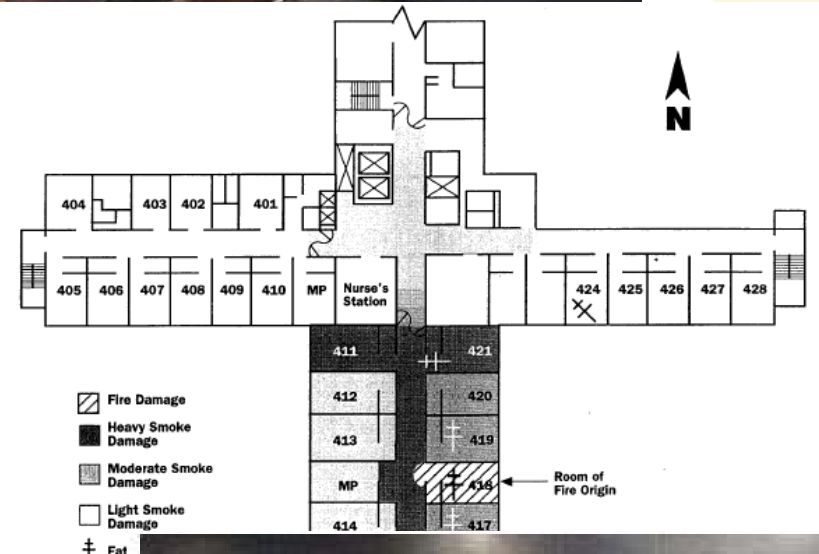 N
404
403
402
401
405
406
407
408
409
410
MP
Nurse's
Station
424
425
426
427
428
411
421
412
420
413
419
MP
418
414
417
Room of
Fire Origin
Fire Damage
Heavy Smoke
Damage
Moderate Smoke
Damage
Light Smoke
Damage